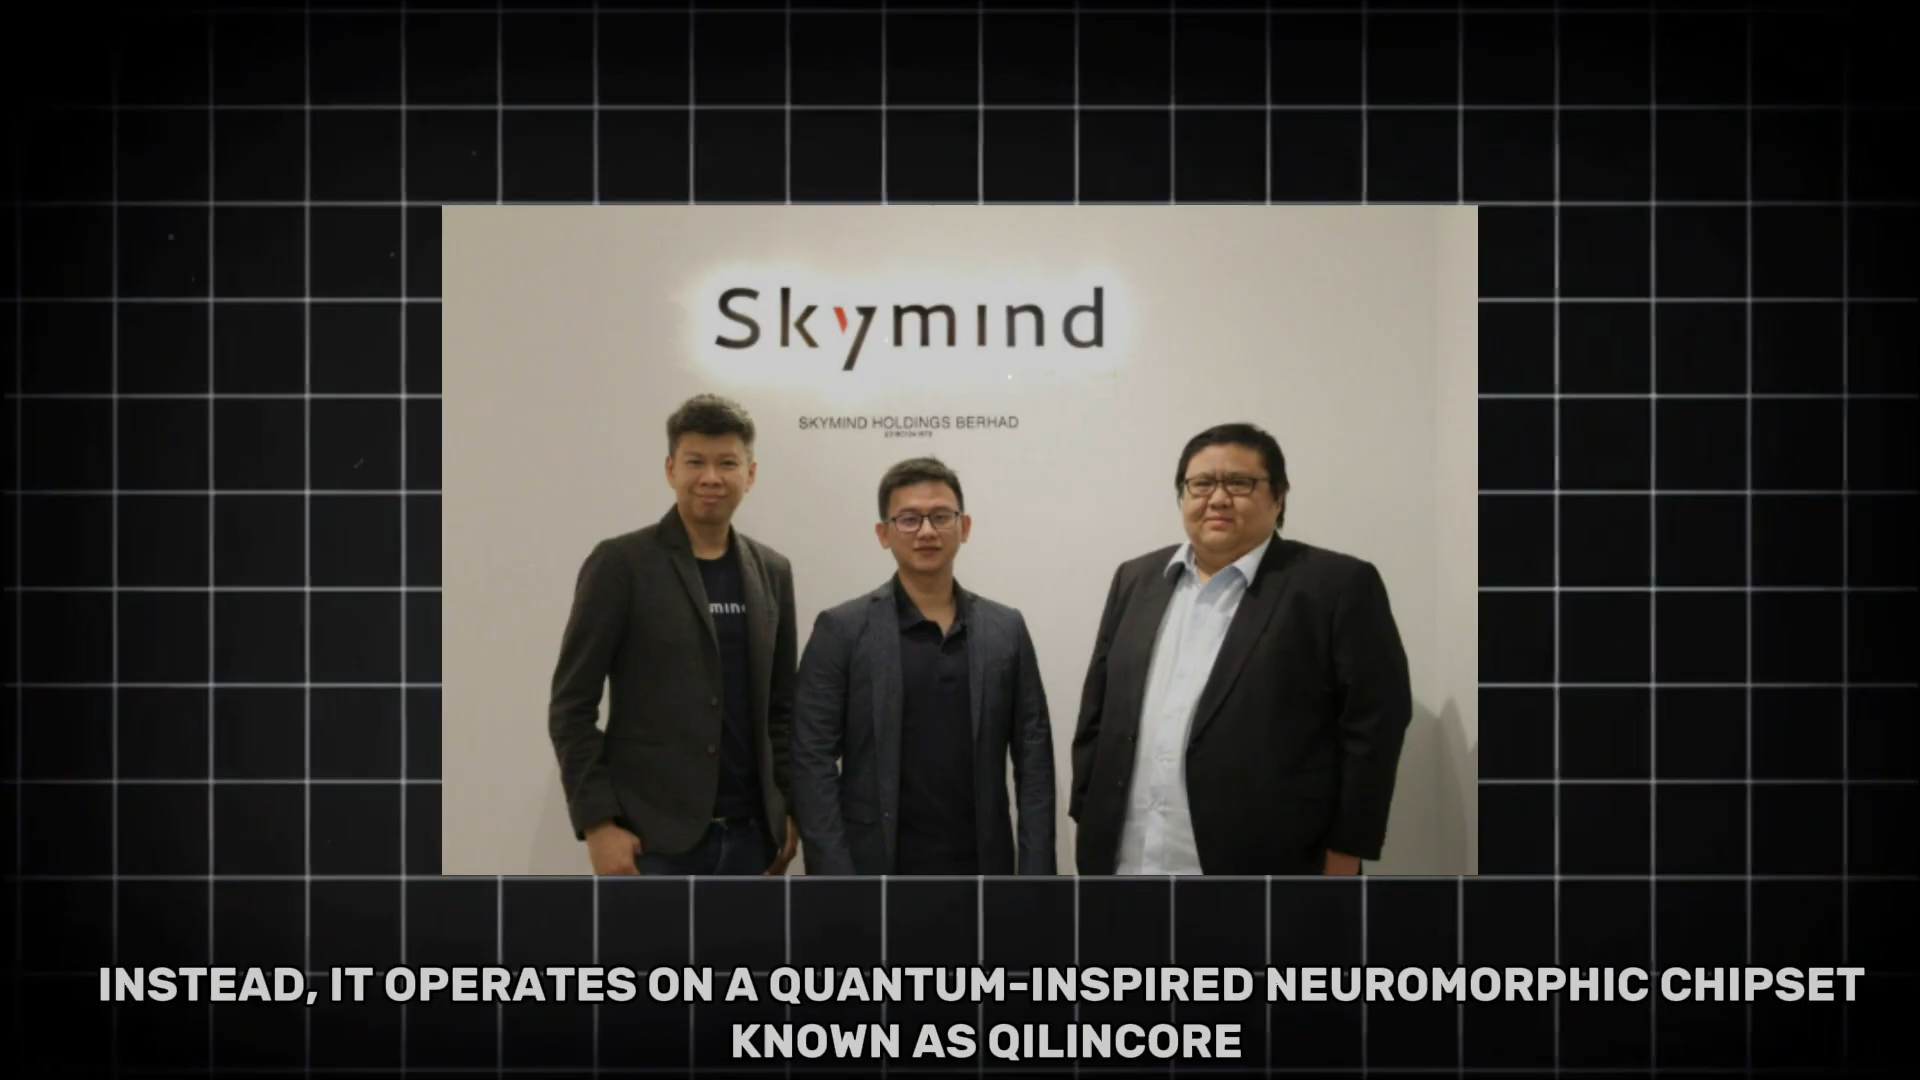 Skymind
SKYMIND HOLDINGS BERHAD
INSTEAD, IT OPERATES ON A QUANTUM-INSPIRED NEUROMORPHIC CHIPSET
KNOWN AS QILINCORE